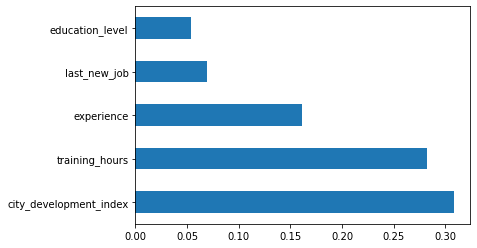 education_level
last_new_job
experience
training_hours
city_development_index
0.00 0.05 0.10 0.15 0.20 0.25 0.30